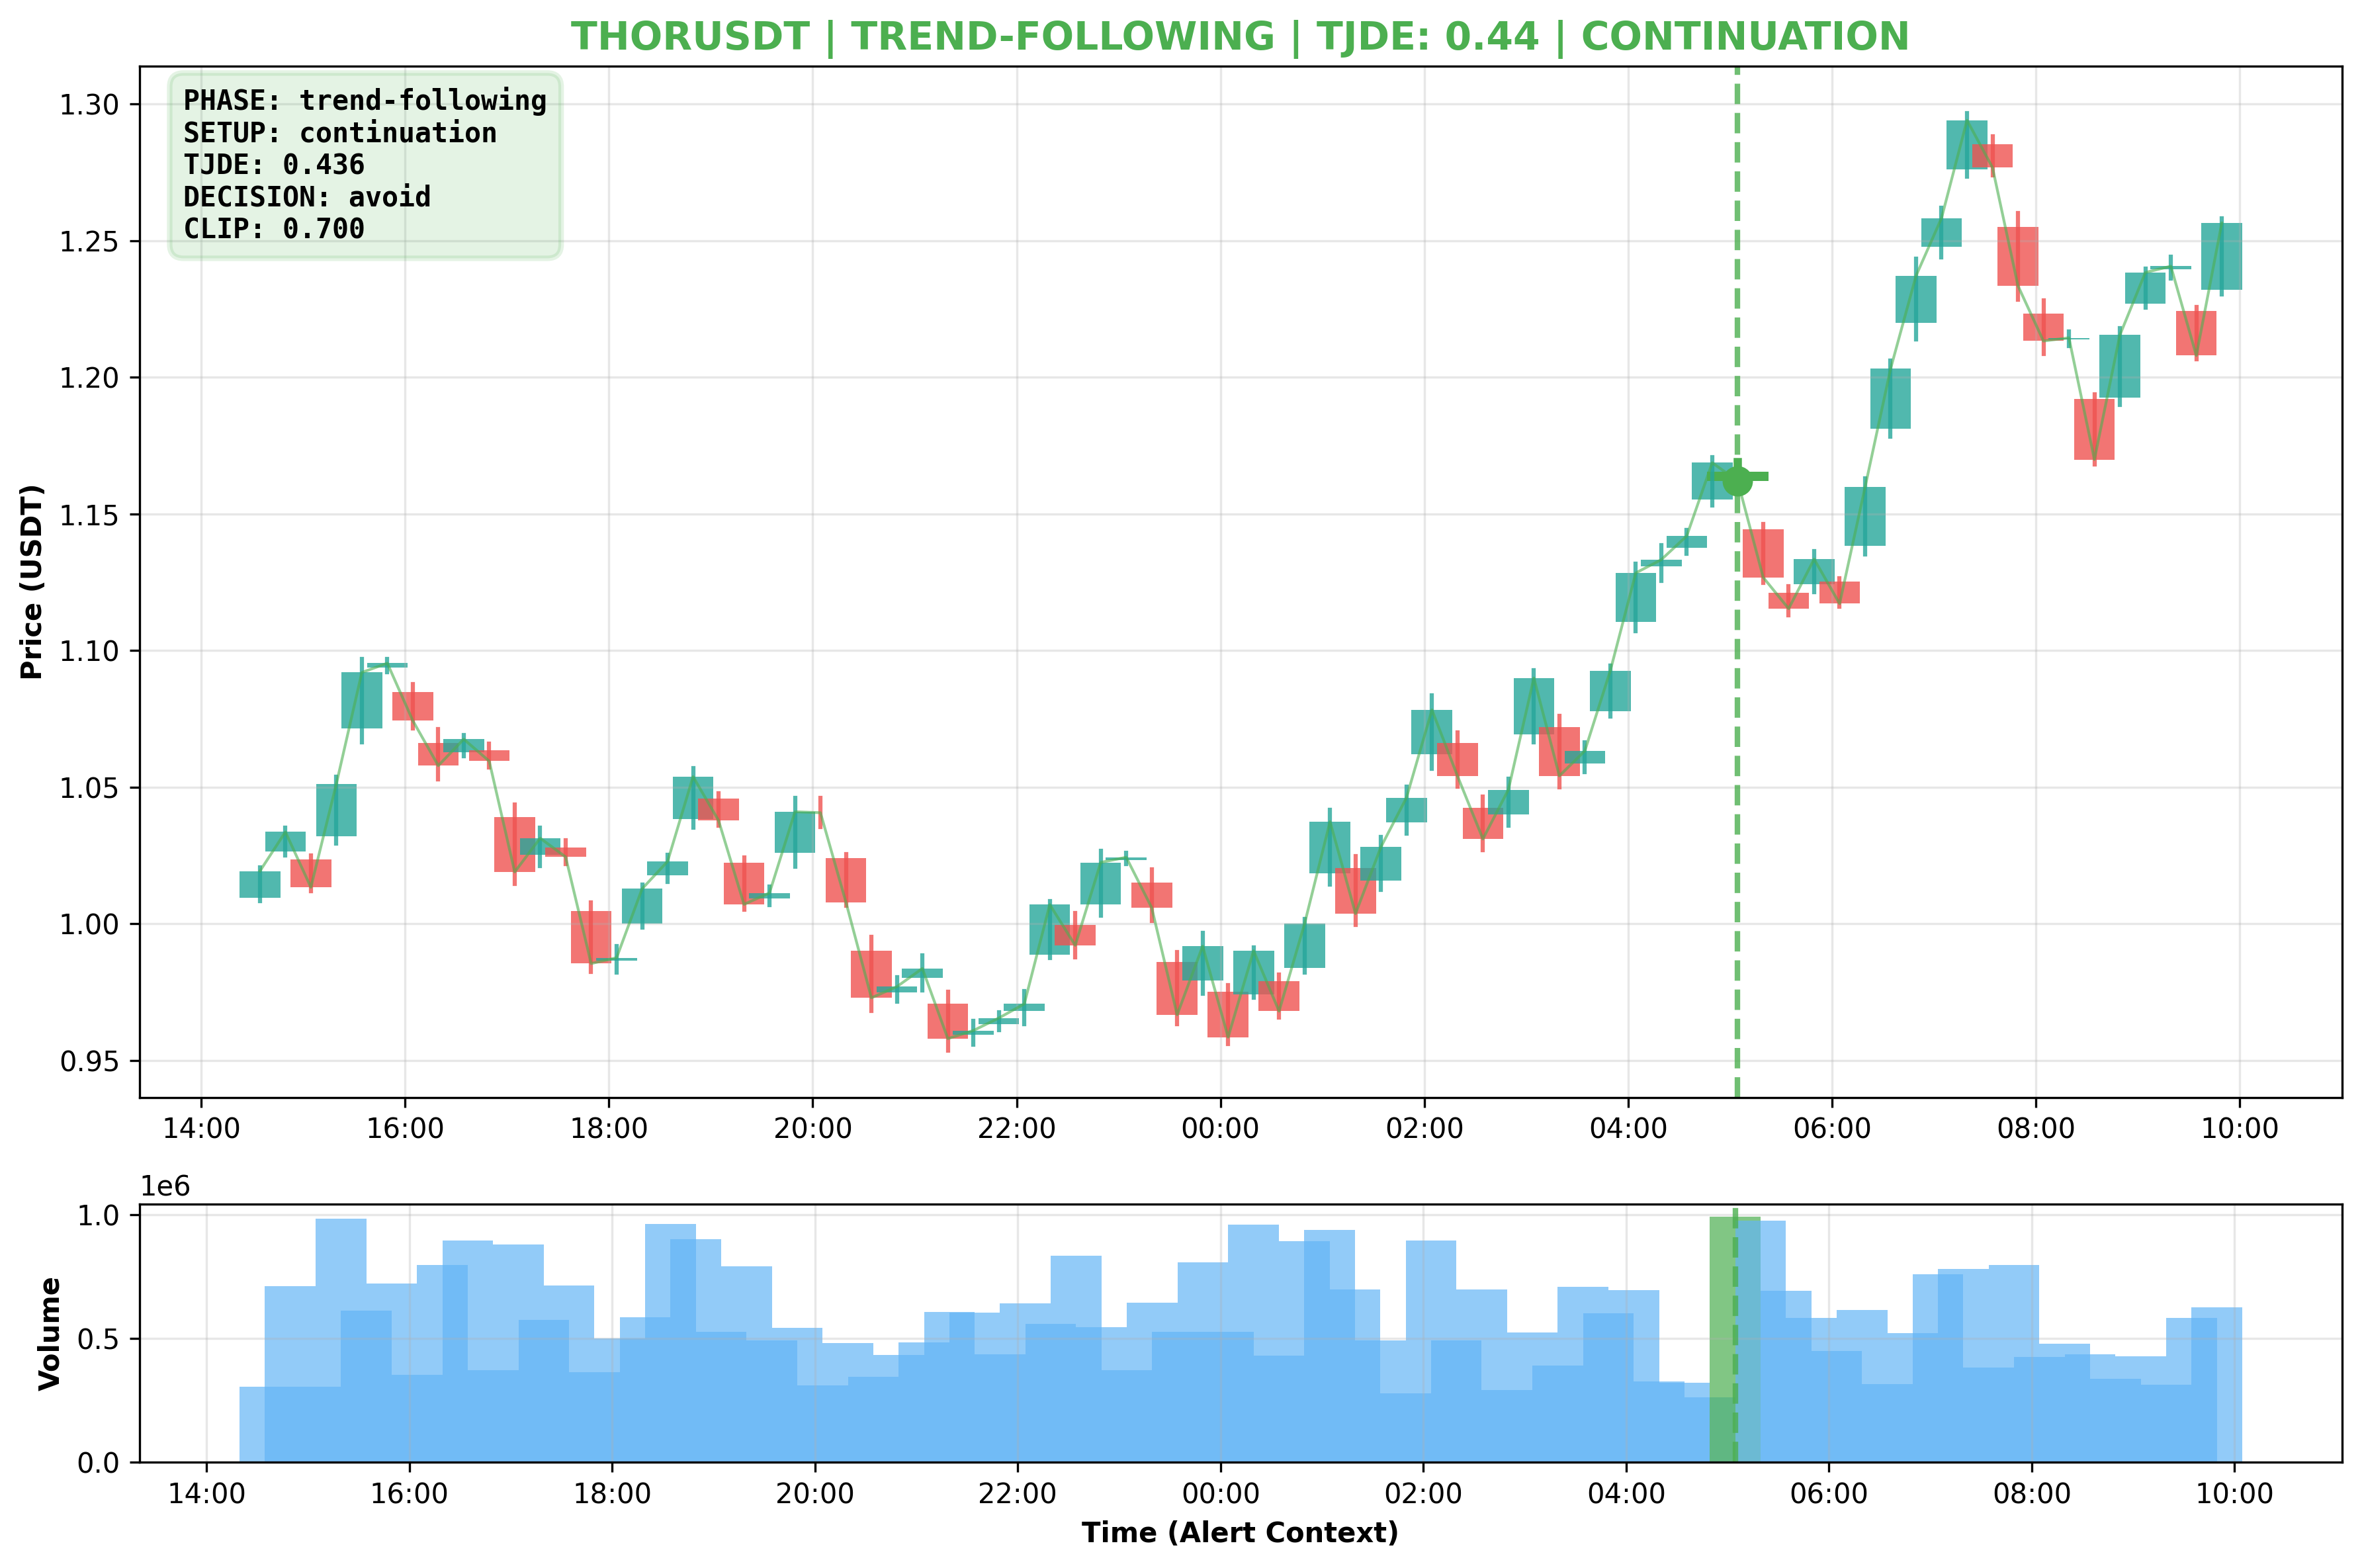 THORUSDT | TREND-FOLLOWING | TJDE: 0.44 | CONTINUATION
PHASE: trend-following
SETUP: continuation
TJDE: 0.436
DECISION: avoid
CLIP: 0.700
Price (USDT)
1.30
1.25
1.20
1.15
1.10
1.05
1.00
0.95
14:00 16:00 18:00 20:00 22:00 00:00 02:00 04:00 06:00 08:00 10:00
1e6
Volume
1.0
0.5
0.0
14:00 16:00 18:00 20:00 22:00 00:00 02:00 04:00 06:00 08:00 10:00
Time (Alert Context)